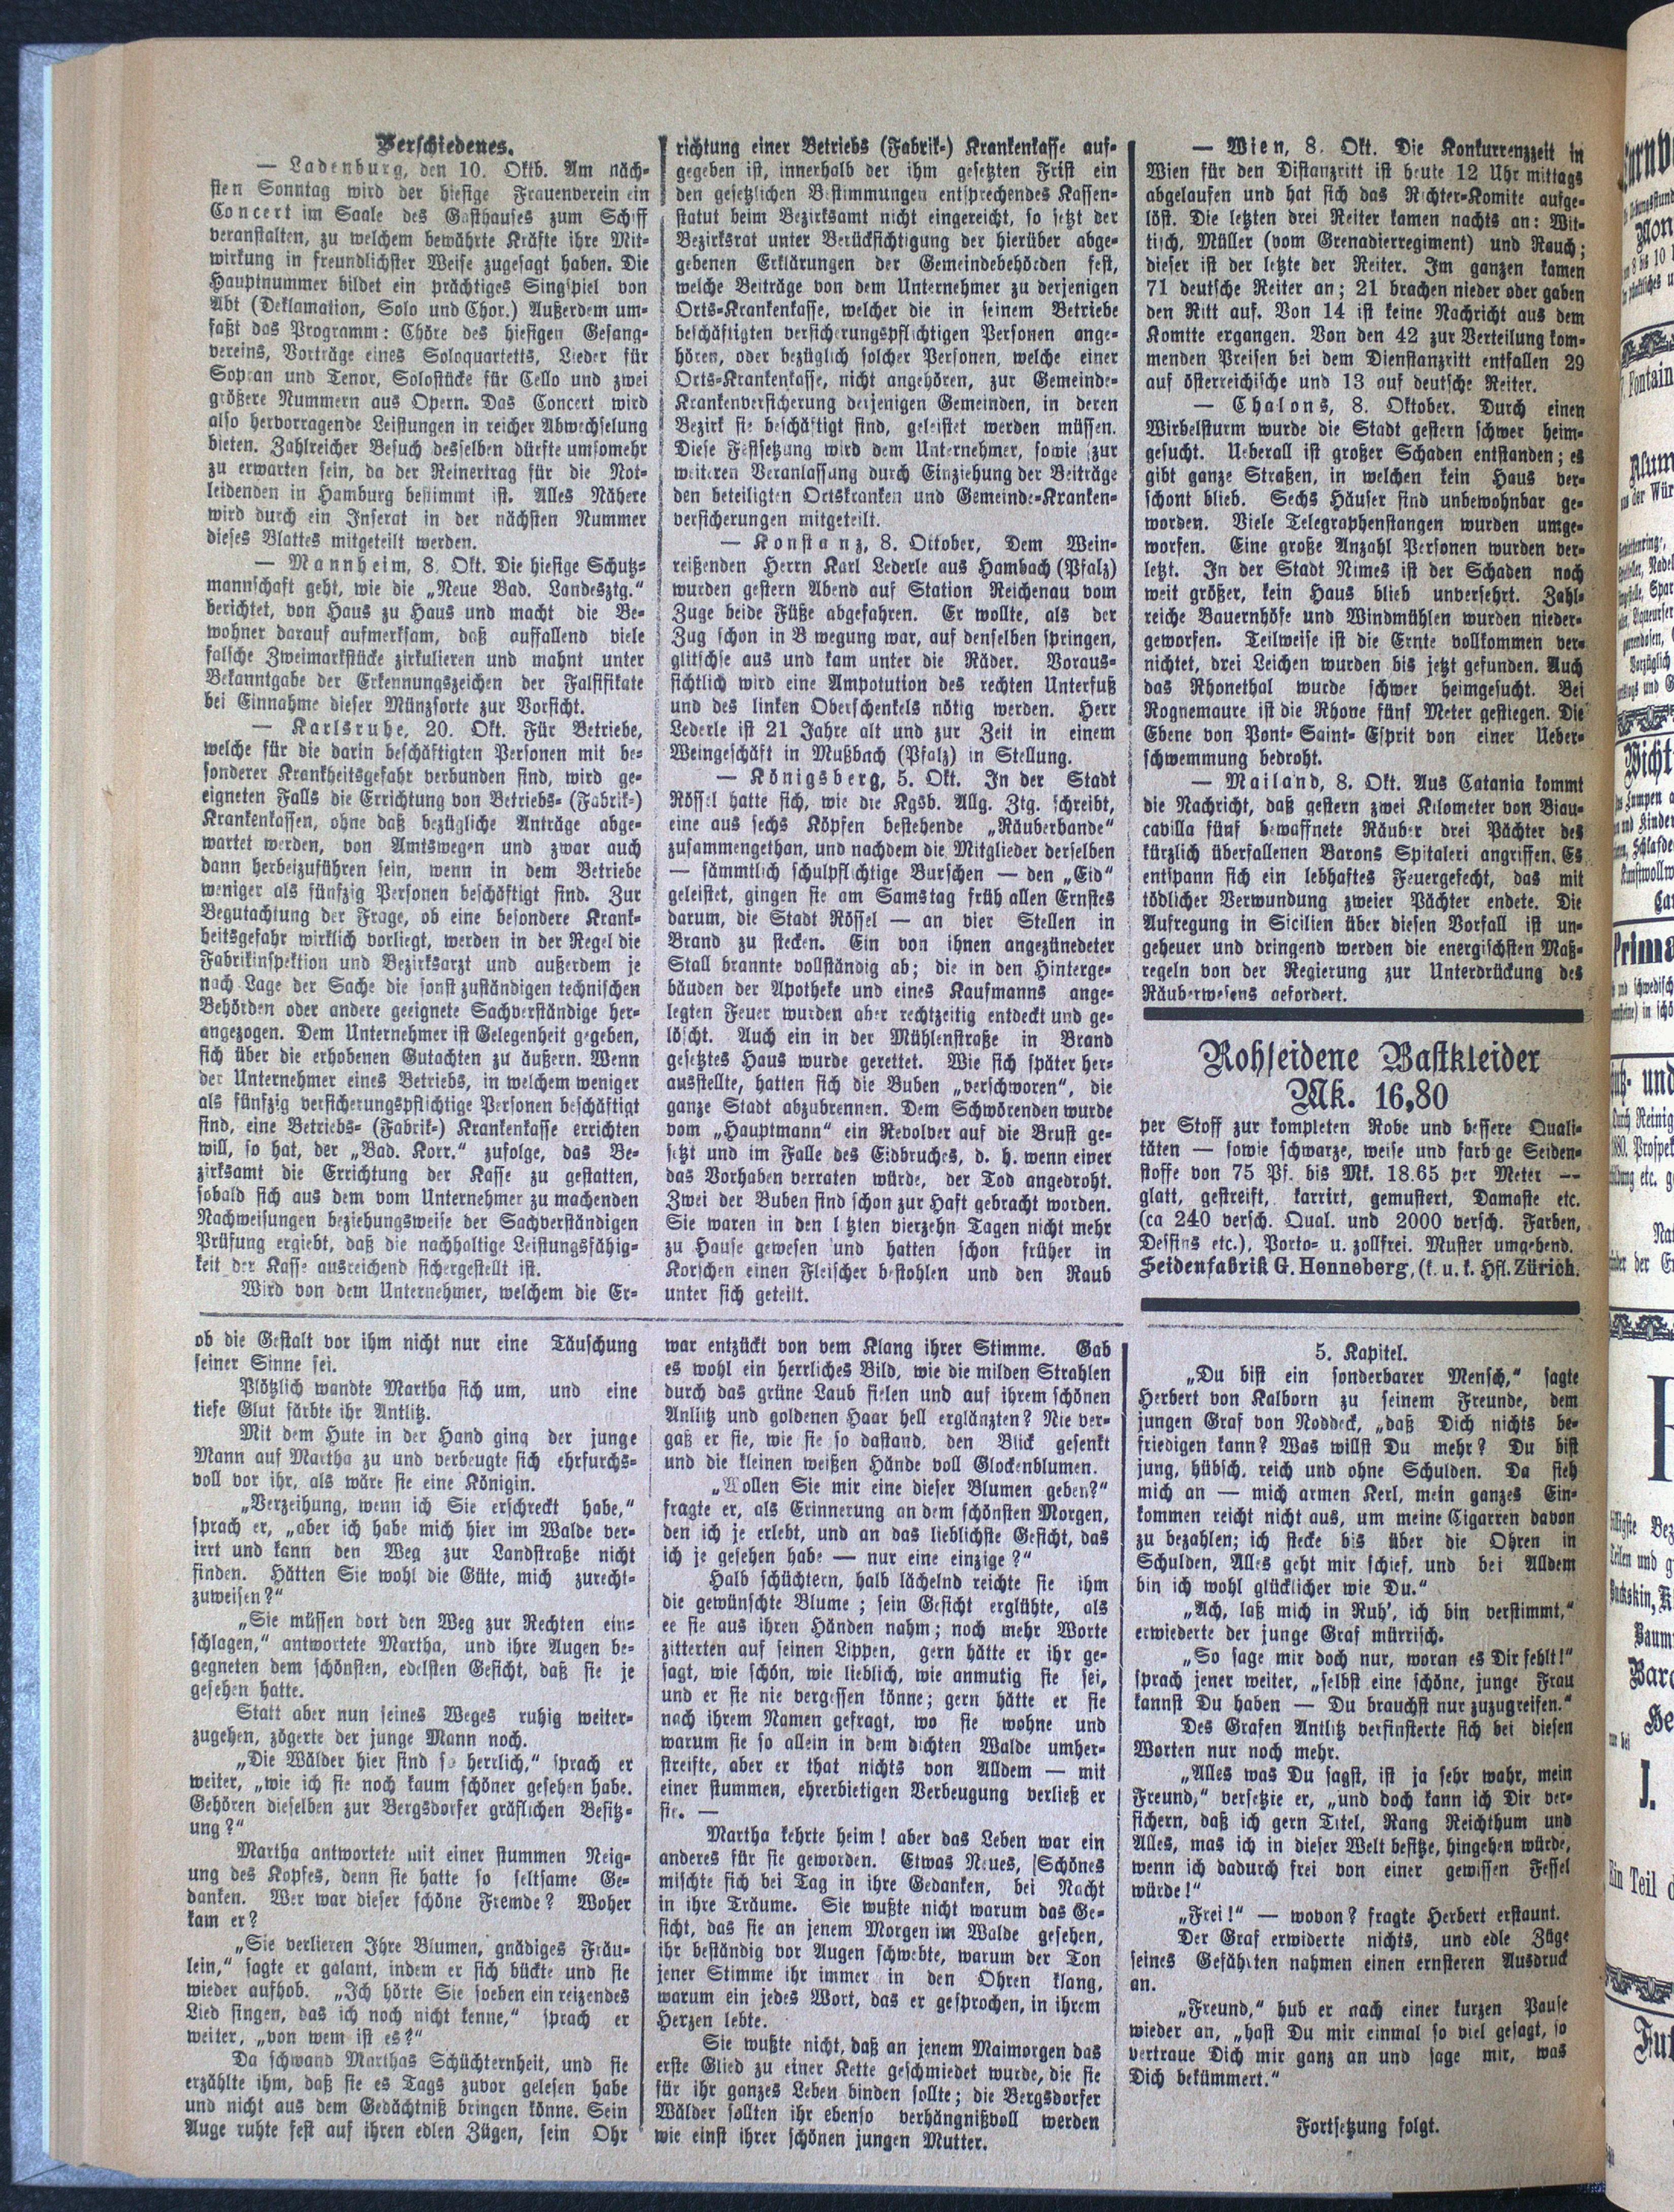 Verschiedenes.
— Ladenburg, den 10. Oktb. Am näch-
sten Sonntag wird der hiesige Frauenverein ein
Concert im Saale des Gasthauses zum Schiff
veranstalten, zu welchem bewährte Kräfte ihre Mit-
wirkung in freundlichster Weise zugesagt haben. Die
Hauptnummer bildet ein prächtiges Singspiel von
Abt (Deklamation, Solo und Chor.) Außerdem um-
faßt das Programm: Chöre des hiesigen Gesang-
vereins, Vorträge eines Soloquartetts, Lieder für
Sopran und Tenor, Solostücke für Cello und zwei
größere Nummern aus Opern. Das Concert wird
also hervorragende Leistungen in reicher Abwechselung
bieten. Zahlreicher Besuch desselben dürfte umsomehr
zu erwarten sein, da der Reinertrag für die Not-
leidenden in Hamburg bestimmt ist. Alles Nähere
wird durch ein Inserat in der nächsten Nummer
dieses Blattes mitgeteilt werden.
— Mannheim, 8. Okt. Die hiesige Schutz-
mannschaft geht, wie die „Neue Bad. Landesztg.“
berichtet, von Haus zu Haus und macht die Be-
wohner darauf aufmerksam, daß auffallend viele
falsche Zweimarkstücke zirkulieren und mahnt unter
Bekanntgabe der Erkennungszeichen der Falsifikate
bei Einnahme dieser Münzsorte zur Vorsicht.
— Karlsruhe, 20. Okt. Für Betriebe,
welche für die darin beschäftigten Personen mit be-
sonderer Krankheitsgefahr verbunden sind, wird ge-
eigneten Falls die Errichtung von Betriebs- (Fabrik-)
Krankenkassen, ohne daß bezügliche Anträge abge-
wartet werden, von Amtswegen und zwar auch
dann herbeizuführen sein, wenn in dem Betriebe
weniger als fünfzig Personen beschäftigt sind. Zur
Begutachtung der Frage, ob eine besondere Krank-
heitsgefahr wirklich vorliegt, werden in der Regel die
Fabrikinspektion und Bezirksarzt und außerdem je
nach Lage der Sache die sonst zuständigen technischen
Behörden oder andere geeignete Sachverständige her-
angezogen. Dem Unternehmer ist Gelegenheit gegeben,
sich über die erhobenen Gutachten zu äußern. Wenn
der Unternehmer eines Betriebs, in welchem weniger
als fünfzig versicherungspflichtige Personen beschäftigt
sind, eine Betriebs- (Fabrik-) Krankenkasse errichten
will, so hat, der „Bad. Korr.“ zufolge, das Be-
zirksamt die Errichtung der Kasse zu gestatten,
sobald sich aus dem vom Unternehmer zu machenden
Nachweisungen beziehungsweise der Sachverständigen
Prüfung ergiebt, daß die nachhaltige Leistungsfähig-
keit der Kasse ausreichend sichergestellt ist.
Wird von dem Unternehmer, welchem die Er-
richtung einer Betriebs (Fabrik-) Krankenkasse auf-
gegeben ist, innerhalb der ihm gesetzten Frist ein
den gesetzlichen Bestimmungen entsprechendes Kassen-
statut beim Bezirksamt nicht eingereicht, so setzt der
Bezirksrat unter Berücksichtigung der hierüber abge-
gebenen Erklärungen der Gemeindebehörden fest,
welche Beiträge von dem Unternehmer zu derjenigen
Orts-Krankenkasse, welcher die in seinem Betriebe
beschäftigten versicherungspflichtigen Personen ange-
hören, oder bezüglich solcher Personen, welche einer
Orts-Krankenkasse, nicht angehören, zur Gemeinde-
Krankenversicherung derjenigen Gemeinden, in deren
Bezirk sie beschäftigt sind, geleistet werden müssen.
Diese Festsetzung wird dem Unternehmer, sowie zur
weiteren Veranlassung durch Einziehung der Beiträge
den beteiligten Ortskranken und Gemeinde-Kranken-
versicherungen mitgeteilt.
— Konstanz, 8. Oktober, Dem Wein-
reißenden Herrn Karl Lederle aus Hambach (Pfalz)
wurden gestern Abend auf Station Reichenau vom
Zuge beide Füße abgefahren. Er wollte, als der
Zug schon in B wegung war, auf denselben springen,
glitschse aus und kam unter die Räder. Voraus-
sichtlich wird eine Ampotution des rechten Unterfuß
und des linken Oberschenkels nötig werden. Herr
Lederle ist 21 Jahre alt und zur Zeit in einem
Weingeschäft in Mußbach (Pfalz) in Stellung.
— Königsberg, 5. Okt. In der Stadt
Rössel hatte sich, wie die Kgsb. Allg. Ztg. schreibt,
eine aus sechs Köpfen bestehende „Räuberbande“
zusammengethan, und nachdem die Mitglieder derselben
— sämmtlich schulpflichtige Burschen — den „Eid“
geleistet, gingen sie am Samstag früh allen Ernstes
darum, die Stadt Rössel — an vier Stellen in
Brand zu stecken. Ein von ihnen angezünedeter
Stall brannte vollständig ab; die in den Hinterge-
bäuden der Apotheke und eines Kaufmanns ange-
legten Feuer wurden aber rechtzeitig entdeckt und ge-
löscht. Auch ein in der Mühlenstraße in Brand
gesetztes Haus wurde gerettet. Wie sich später her-
ausstellte, hatten sich die Buben „verschworen“, die
ganze Stadt abzubrennen. Dem Schwörenden wurde
vom „Hauptmann“ ein Revolver auf die Brust ge-
setzt und im Falle des Eidbruches, d. h. wenn einer
das Vorhaben verraten würde, der Tod angedroht.
Zwei der Buben sind schon zur Haft gebracht worden.
Sie waren in den l tzten vierzehn Tagen nicht mehr
zu Hause gewesen und hatten schon früher in
Korschen einen Fleischer bestohlen und den Raub
unter sich geteilt.
— Wien, 8. Okt. Die Konkurrenzzeit in
Wien für den Distanzritt ist heute 12 Uhr mittags
abgelaufen und hat sich das Richter-Komite aufge-
löst. Die letzten drei Reiter kamen nachts an: Wit-
tisch, Müller (vom Grenadierregiment) und Rauch;
dieser ist der letzte der Reiter. Im ganzen kamen
71 deutsche Reiter an; 21 brachen nieder oder gaben
den Ritt auf. Von 14 ist keine Nachricht aus dem
Komite ergangen. Von den 42 zur Verteilung kom-
menden Preisen bei dem Dienstanzritt entfallen 29
auf österreichische und 13 auf deutsche Reiter.
— Chalons, 8. Oktober. Durch einen
Wirbelsturm wurde die Stadt gestern schwer heim-
gesucht. Ueberall ist großer Schaden entstanden; es
gibt ganze Straßen, in welchen kein Haus ver-
schont blieb. Sechs Häuser sind unbewohnbar ge-
worden. Viele Telegraphenstangen wurden umge-
worfen. Eine große Anzahl Personen wurden ver-
letzt. In der Stadt Nimes ist der Schaden noch
weit größer, kein Haus blieb unversehrt. Zahl-
reiche Bauernhöfe und Windmühlen wurden nieder-
geworfen. Teilweise ist die Ernte vollkommen ver-
nichtet, drei Leichen wurden bis jetzt gefunden. Auch
das Rhonethal wurde schwer heimgesucht. Bei
Rognemaure ist die Rhone fünf Meter gestiegen. Die
Ebene von Pont- Saint- Esprit von einer Ueber-
schwemmung bedroht.
— Mailand, 8. Okt. Aus Catania kommt
die Nachricht, daß gestern zwei Kilometer von Biau-
cavilla fünf bewaffnete Räuber drei Pächter des
kürzlich überfallenen Barons Spitaleri angriffen. Es
entspann sich ein lebhaftes Feuergefecht, das mit
tödlicher Verwundung zweier Pächter endete. Die
Aufregung in Sicilien über diesen Vorfall ist un-
geheuer und dringend werden die energischsten Maß-
regeln von der Regierung zur Unterdrückung des
Räuberwesens gefordert.
Rohseidene Bastkleider
Mk. 16,80
per Stoff zur kompleten Robe und bessere Quali-
täten — sowie schwarze, weise und farb ge Seiden-
stoffe von 75 Pf. bis Mk. 18.65 per Meter —
glatt, gestreift, karrirt, gemustert, Damaste etc.
(ca 240 versch. Qual. und 2000 versch. Farben,
Dessins etc.), Porto- u. zollfrei. Muster umgehend.
Seidenfabrik G. Henneberg, (k. u. k. Hfl. Zürich.
ob die Gestalt vor ihm nicht nur eine Täuschung
seiner Sinne sei.
Plötzlich wandte Martha sich um, und eine
tiefe Glut färbte ihr Antlitz.
Mit dem Hute in der Hand ging der junge
Mann auf Martha zu und verbeugte sich ehrfurchs-
voll vor ihr, als wäre sie eine Königin.
„Verzeihung, wenn ich Sie erschreckt habe,“
sprach er, „aber ich habe mich hier im Walde ver-
irrt und kann den Weg zur Landstraße nicht
finden. Hätten Sie wohl die Güte, mich zurecht-
zuweisen?“
„Sie müssen dort den Weg zur Rechten ein-
schlagen,“ antwortete Martha, und ihre Augen be-
gegneten dem schönsten, edelsten Gesicht, daß sie je
gesehen hatte.
Statt aber nun seines Weges ruhig weiter-
zugehen, zögerte der junge Mann noch.
„Die Wälder hier sind so herrlich,“ sprach er
weiter, „wie ich sie noch kaum schöner gesehen habe.
Gehören dieselben zur Bergsdorfer gräflichen Besitz-
ung?“
Martha antwortete mit einer stummen Neig-
ung des Kopfes, denn sie hatte so seltsame Ge-
danken. Wer war dieser schöne Fremde? Woher
kam er?
„Sie verlieren Ihre Blumen, gnädiges Fräu-
lein,“ sagte er galant, indem er sich bückte und sie
wieder aufhob. „Ich hörte Sie soeben ein reizendes
Lied singen, das ich noch nicht kenne,“ sprach er
weiter, „von wem ist es?“
Da schwand Marthas Schüchternheit, und sie
erzählte ihm, daß sie es Tags zuvor gelesen habe
und nicht aus dem Gedächtniß bringen könne. Sein
Auge ruhte fest auf ihren edlen Zügen, sein Ohr
war entzückt von vem Klang ihrer Stimme. Gab
es wohl ein herrliches Bild, wie die milden Strahlen
durch das grüne Laub fielen und auf ihrem schönen
Anlitz und goldenen Haar hell erglänzten? Nie ver-
gaß er sie, wie sie so dastand, den Blick gesenkt
und die kleinen weißen Hände voll Glockenblumen.
„Wollen Sie mir eine dieser Blumen geben?“
fragte er, als Erinnerung an dem schönsten Morgen,
den ich je erlebt, und an das lieblichste Gesicht, das
ich je gesehen habe — nur eine einzige?“
Halb schüchtern, halb lächelnd reichte sie ihm
die gewünschte Blume; sein Gesicht erglühte, als
ee sie aus ihren Händen nahm; noch mehr Worte
zitterten auf seinen Lippen, gern hätte er ihr ge-
sagt, wie schön, wie lieblich, wie anmutig sie sei,
und er sie nie vergessen könne; gern hätte er sie
nach ihrem Namen gefragt, wo sie wohne und
warum sie so allein in dem dichten Walde umher-
streifte, aber er that nichts von Alldem — mit
einer stummen, ehrerbietigen Verbeugung verließ er
sie. —
Martha kehrte heim! aber das Leben war ein
anderes für sie geworden. Etwas Neues, Schönes
mischte sich bei Tag in ihre Gedanken, bei Nacht
in ihre Träume. Sie wußte nicht warum das Ge-
sicht, das sie an jenem Morgen im Walde gesehen,
ihr beständig vor Augen schwebte, warum der Ton
jener Stimme ihr immer in den Ohren klang,
warum ein jedes Wort, das er gesprochen, in ihrem
Herzen lebte.
Sie wußte nicht, daß an jenem Maimorgen das
erste Glied zu einer Kette geschmiedet wurde, die sie
für ihr ganzes Leben binden sollte; die Bergsdorfer
Wälder sollten ihr ebenso verhängnißvoll werden
wie einst ihrer schönen jungen Mutter.
5. Kapitel.
„Du bist ein sonderbarer Mensch,“ sagte
Herbert von Kalborn zu seinem Freunde, dem
jungen Graf von Noddeck, „daß Dich nichts be-
friedigen kann? Was willst Du mehr? Du bist
jung, hübsch, reich und ohne Schulden. Da sieh
mich an — mich armen Kerl, mein ganzes Ein-
kommen reicht nicht aus, um meine Cigarren davon
zu bezahlen; ich stecke bis über die Ohren in
Schulden, Alles geht mir schief, und bei Alldem
bin ich wohl glücklicher wie Du.“
„Ach, laß mich in Ruh’, ich bin verstimmt,“
erwiederte der junge Graf mürrisch.
„So sage mir doch nur, woran es Dir fehlt!“
sprach jener weiter, „selbst eine schöne, junge Frau
kannst Du haben — Du brauchst nur zuzugreifen.“
Des Grafen Antlitz verfinsterte sich bei diesen
Worten nur noch mehr.
„Alles was Du sagst, ist ja sehr wahr, mein
Freund,“ versetzie er, „und doch kann ich Dir ver-
sichern, daß ich gern Titel, Rang Reichthum und
Alles, mas ich in dieser Welt besitze, hingeben würde,
wenn ich dadurch frei von einer gewissen Fessel
würde!“
„Frei!“ — wovon? fragte Herbert erstaunt.
Der Graf erwiderte nichts, und edle Züge
seines Gefährten nahmen einen ernsteren Ausdruck
an.
„Freund,“ hub er nach einer kurzen Pause
wieder an, „hast Du mir einmal so viel gesagt, so
vertraue Dich mir ganz an und sage mir, was
Dich bekümmert.“
Fortsetzung folgt.